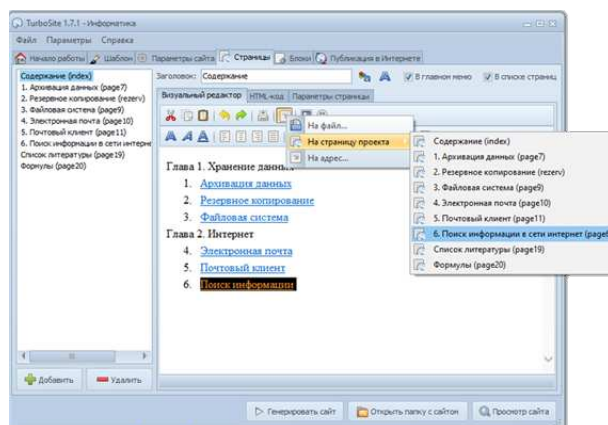 TurboSite 1.7.1 - Информатика
Файл Параметры Справка
Начало работы Шаблон Параметры сайта Страницы Блоки Публикация в Интернете
Содержание (index)
1. Архивация данных (page7)
2. Резервное копирование (rezerv)
3. Файловая система (page9)
4. Электронная почта (page10)
5. Почтовый клиент (page11)
6. Поиск информации в сети интерне
Список литературы (page19)
Формулы (page20)
Заголовок: Содержание
В главном меню В списке страниц
Визуальный редактор HTML-код Параметры страницы
На файл...
На страницу проекта
На адрес...
Содержание (index)
1. Архивация данных (page7)
2. Резервное копирование (rezerv)
3. Файловая система (page9)
4. Электронная почта (page10)
5. Почтовый клиент (page11)
6. Поиск информации в сети интернет (page8
Список литературы (page19)
Формулы (page20)
Глава 1. Хранение данных
1. Архивация данных
2. Резервное копирование
3. Файловая система
Глава 2. Интернет
4. Электронная почта
5. Почтовый клиент
6. Поиск информации
Добавить Удалить
Генерировать сайт Открыть папку с сайтом Просмотр сайта